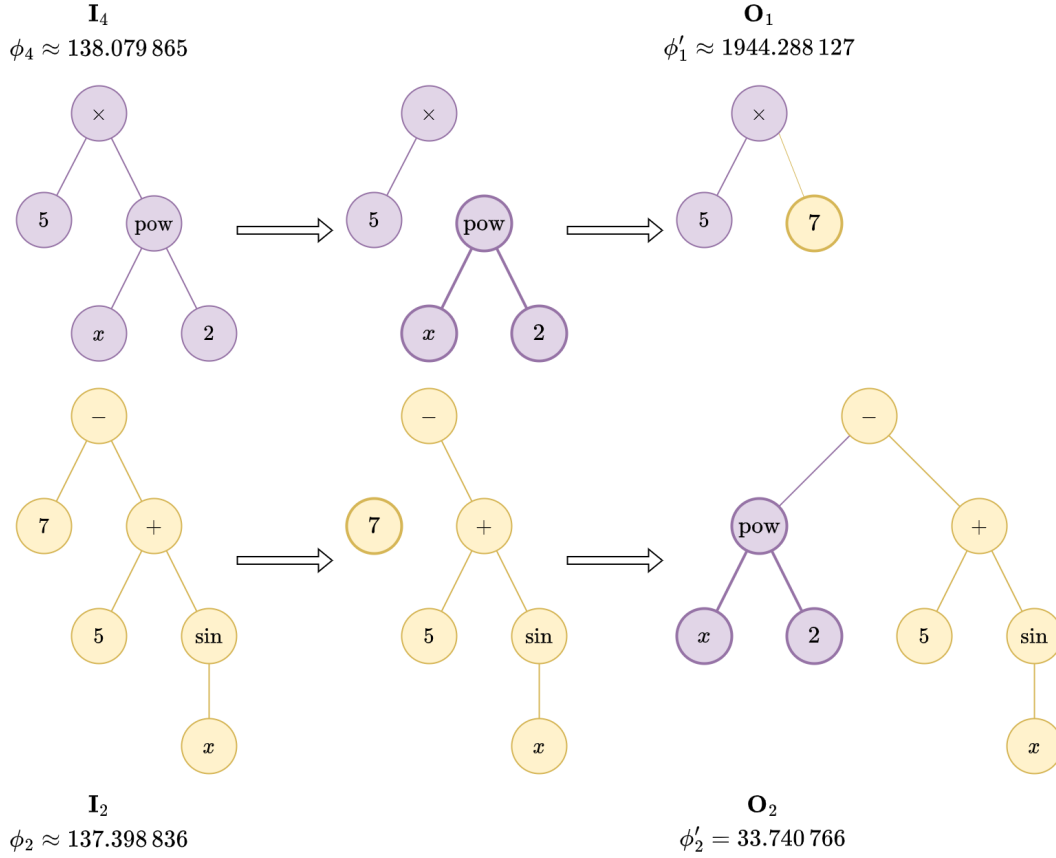 I₄
ϕ₄ ≈ 138.079 865
O₁
ϕ′₁ ≈ 1944.288 127
×
×
×
5
pow
5
pow
5
7
x
2
x
2
−
−
−
7
+
7
+
pow
+
5
sin
5
sin
x
2
5
sin
x
x
x
I₂
ϕ₂ ≈ 137.398 836
O₂
ϕ′₂ = 33.740 766